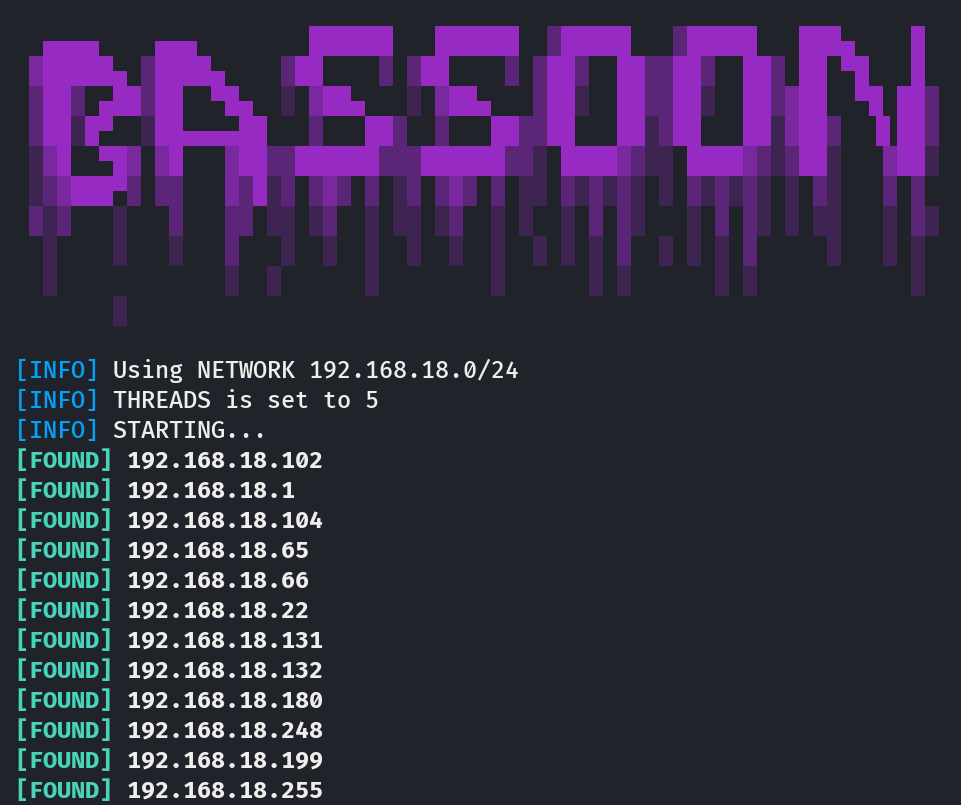 BASSOON
[INFO] Using NETWORK 192.168.18.0/24
[INFO] THREADS is set to 5
[INFO] STARTING...
[FOUND] 192.168.18.102
[FOUND] 192.168.18.1
[FOUND] 192.168.18.104
[FOUND] 192.168.18.65
[FOUND] 192.168.18.66
[FOUND] 192.168.18.22
[FOUND] 192.168.18.131
[FOUND] 192.168.18.132
[FOUND] 192.168.18.180
[FOUND] 192.168.18.248
[FOUND] 192.168.18.199
[FOUND] 192.168.18.255